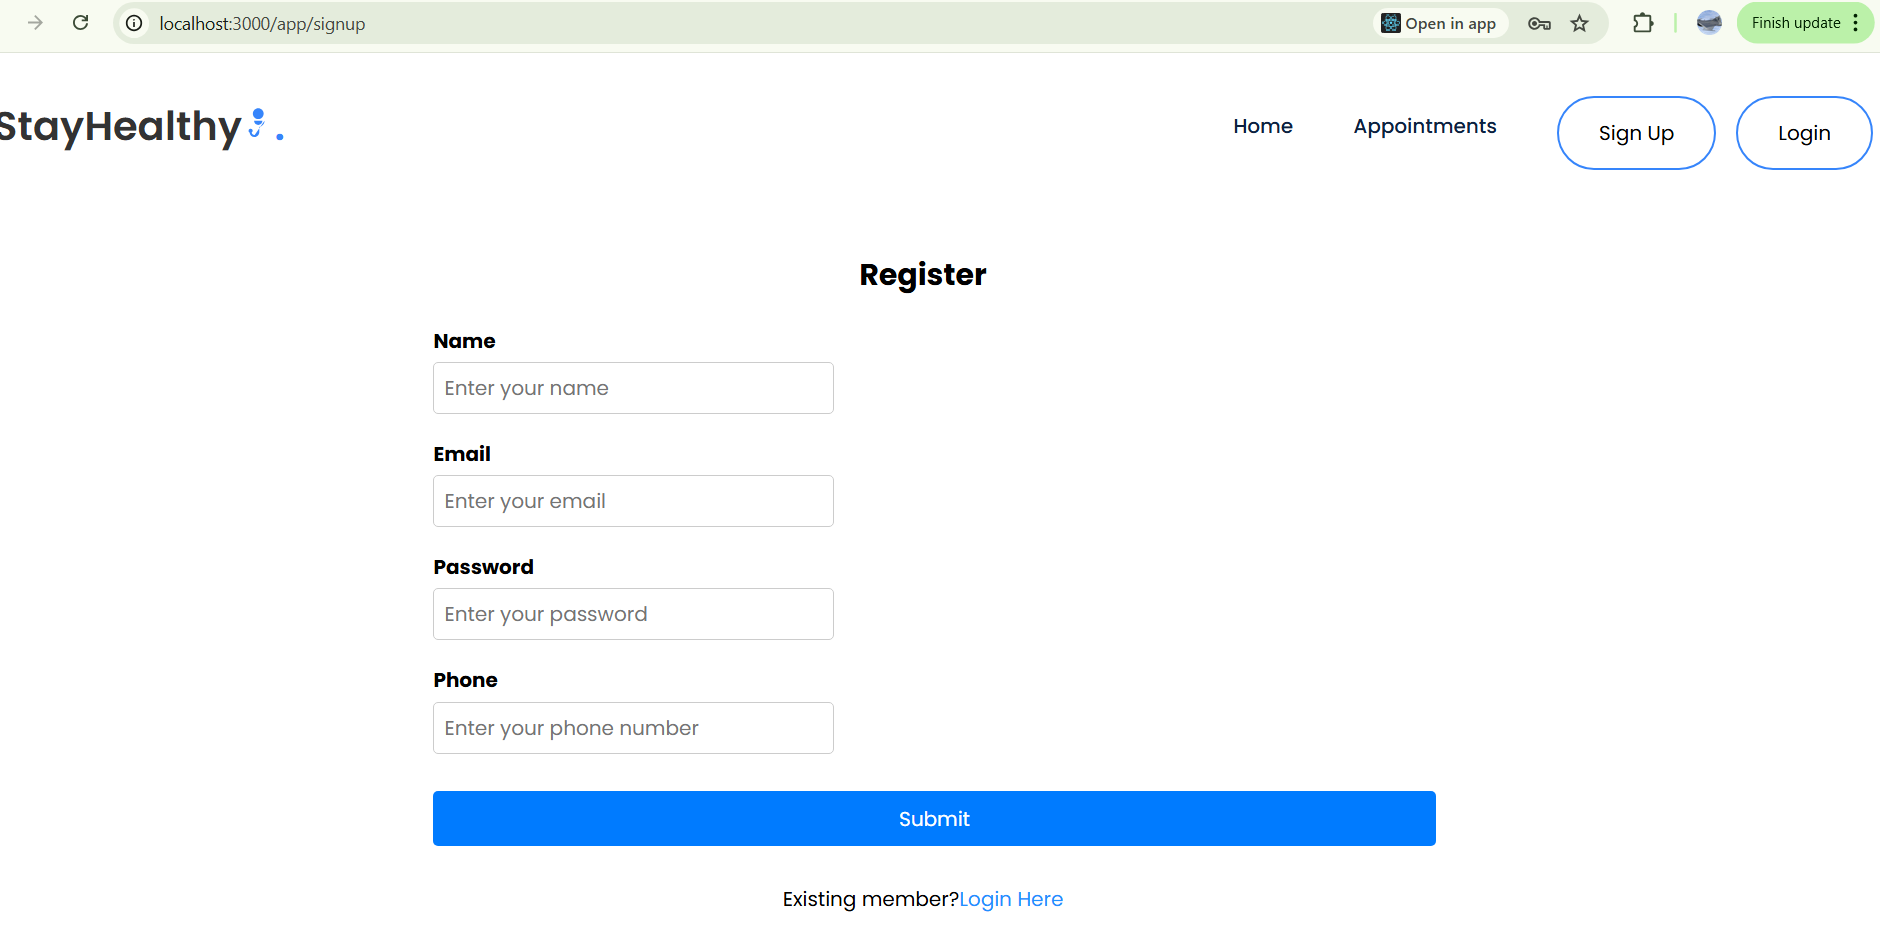 localhost:3000/app/signup Open in app Finish update
StayHealthy. Home Appointments Sign Up Login
Register
Name
Enter your name
Email
Enter your email
Password
Enter your password
Phone
Enter your phone number
Submit
Existing member?Login Here